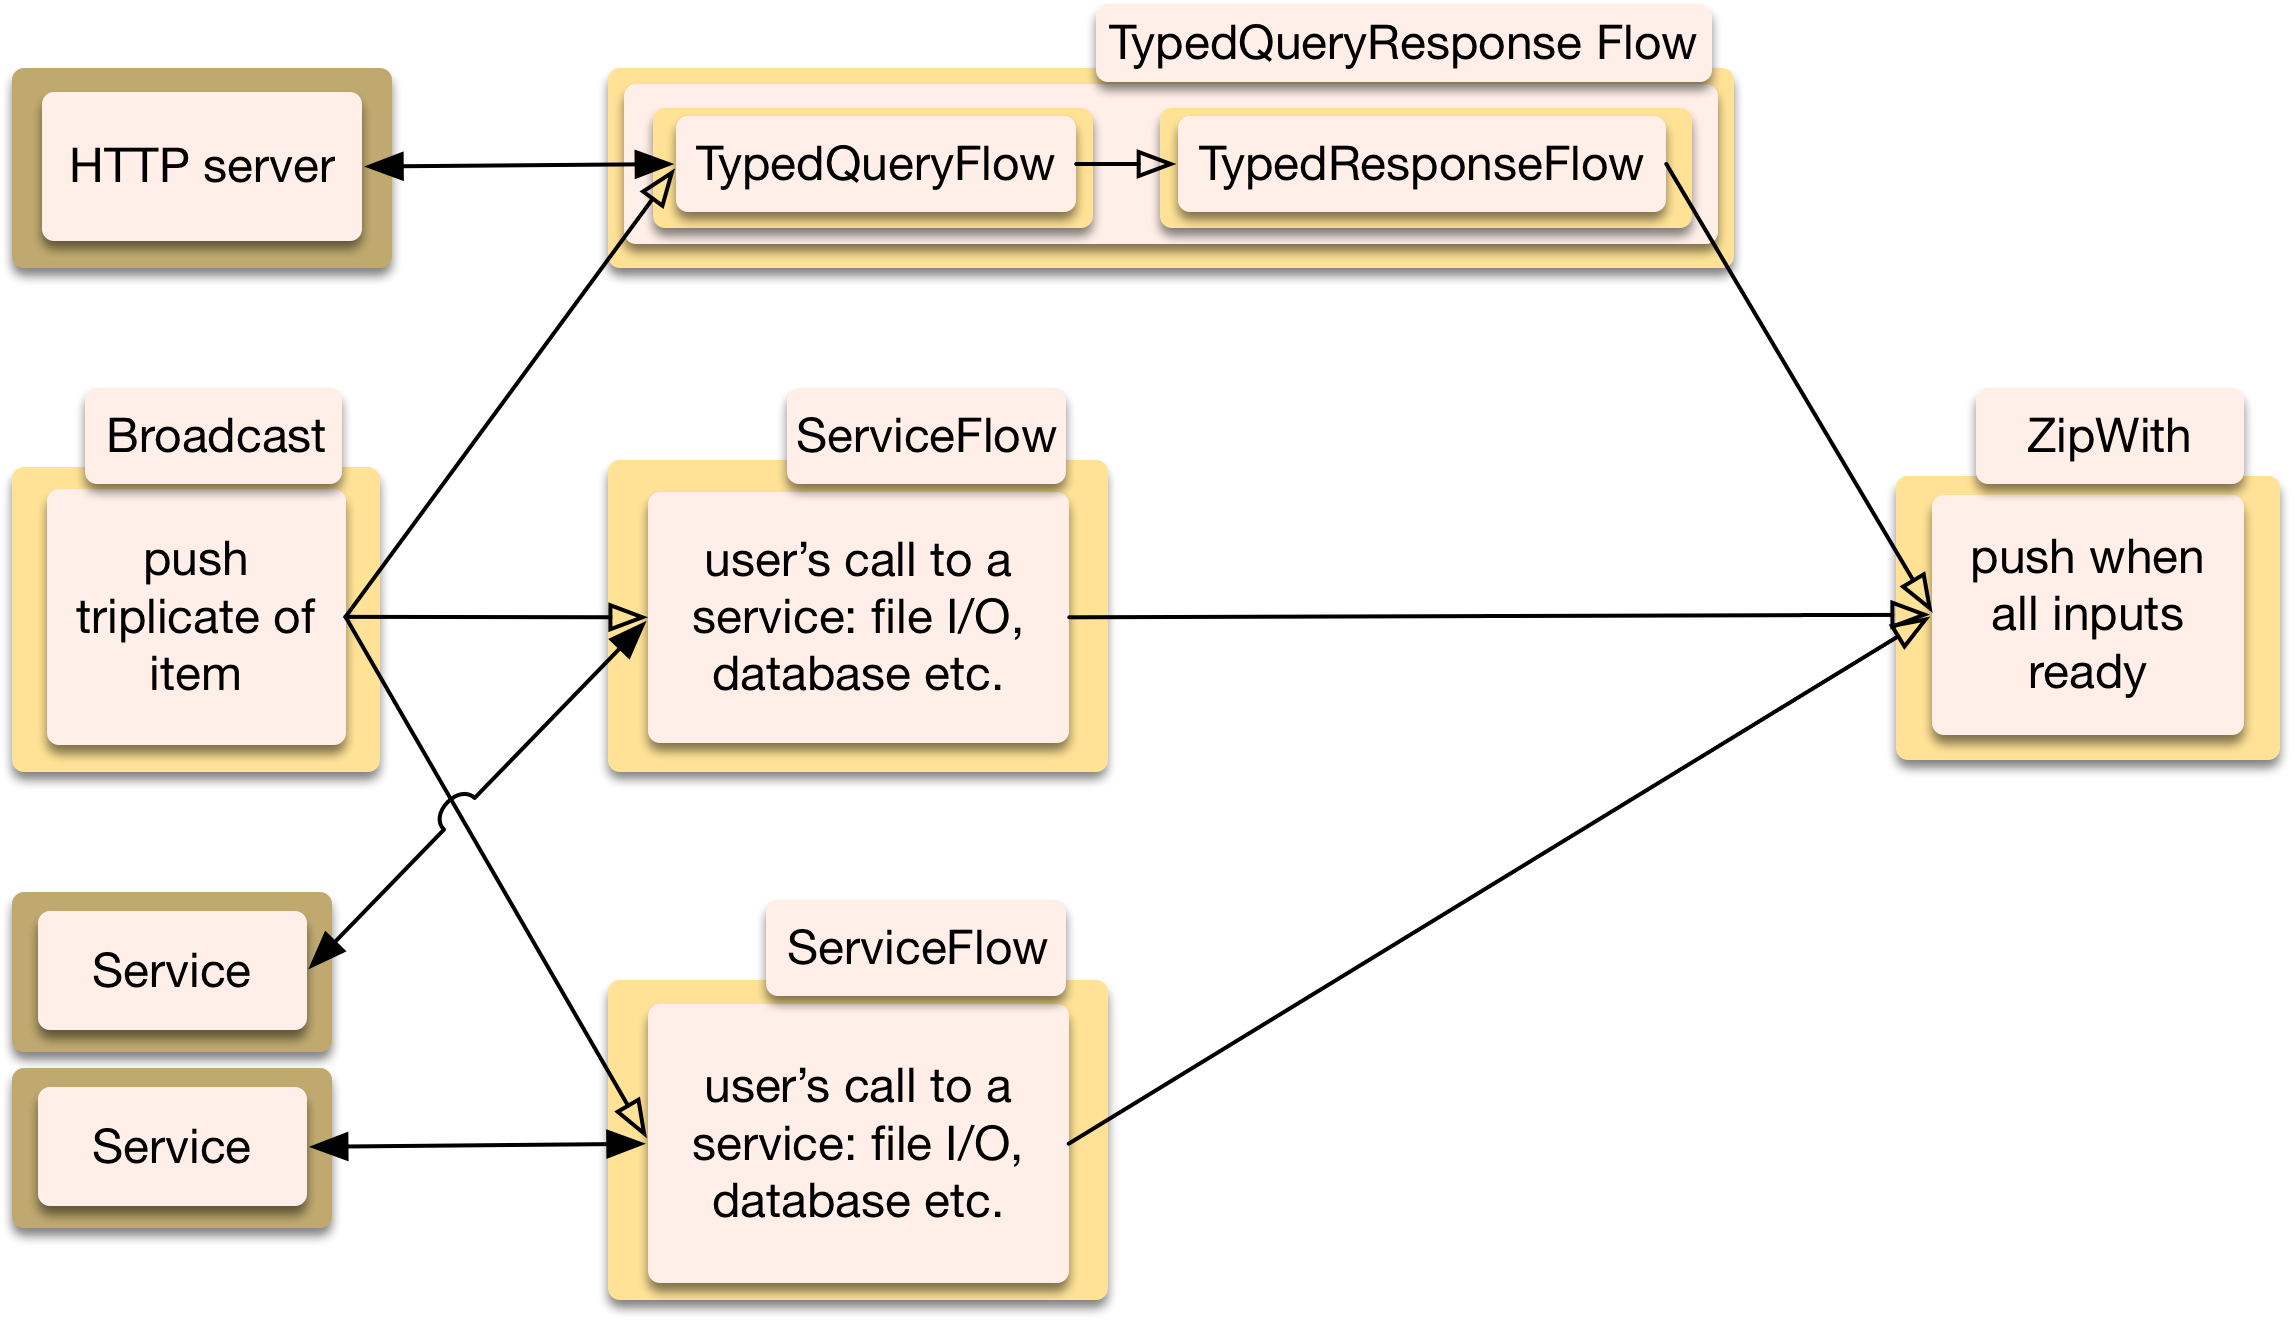 TypedQueryResponse Flow
HTTP server
TypedQueryFlow
TypedResponseFlow
Broadcast
push
triplicate of
item
ServiceFlow
user’s call to a
service: file I/O,
database etc.
ZipWith
push when
all inputs
ready
Service
Service
ServiceFlow
user’s call to a
service: file I/O,
database etc.